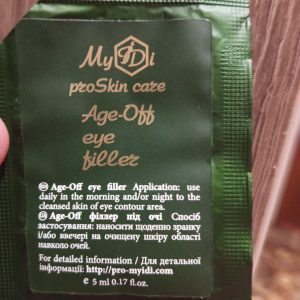 MyiDi
proSkin care
Age-Off
eye
filler
Age-Off eye filler Application: use
daily in the morning and/or night to the
cleansed skin of eye contour area.
Age-Off філлер під очі Спосіб
застосування: наносити щоденно зранку
і/або ввечері на очищену шкіру області
навколо очей.
For detailed information / Для детальної
інформації: http://pro-myidi.com
e 5 ml 0.17 fl.oz.